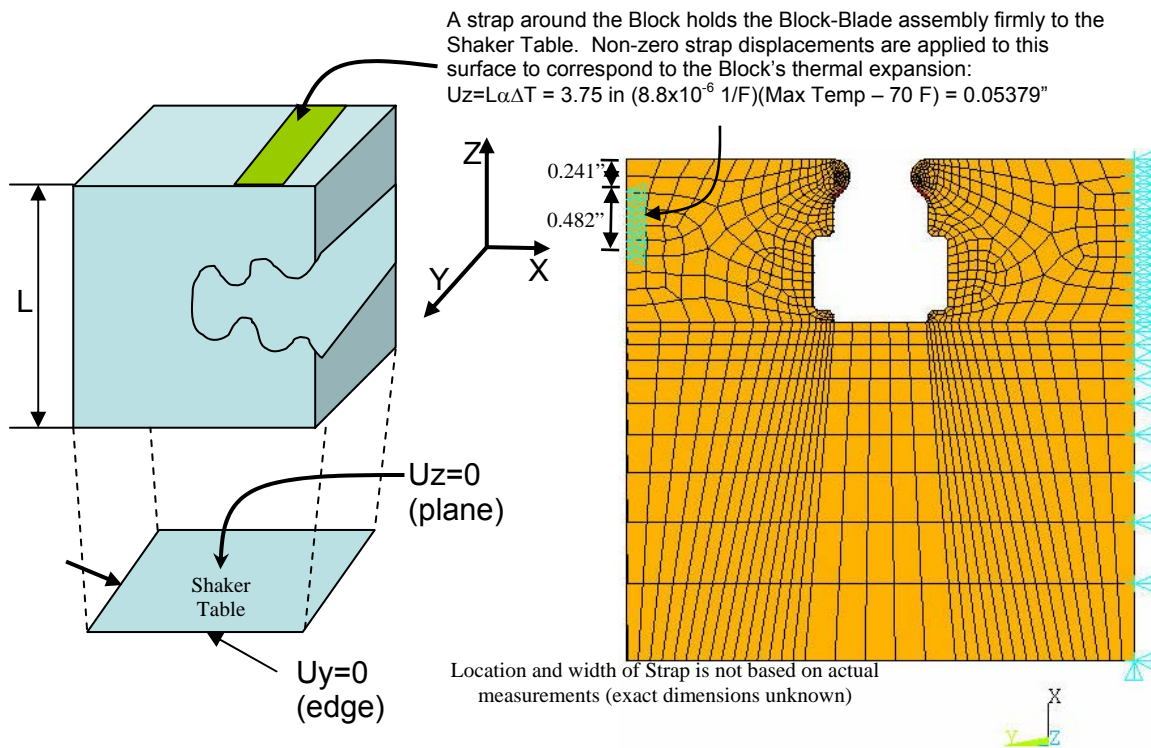 A strap around the Block holds the Block-Blade assembly firmly to the
Shaker Table. Non-zero strap displacements are applied to this
surface to correspond to the Block's thermal expansion:
Uz=LαΔT = 3.75 in (8.8x10⁻⁶ 1/F)(Max Temp – 70 F) = 0.05379"
Z
X
Y
L
0.241"
0.482"
Uz=0
(plane)
Shaker
Table
Uy=0
(edge)
Location and width of Strap is not based on actual
measurements (exact dimensions unknown)
X
Y
Z